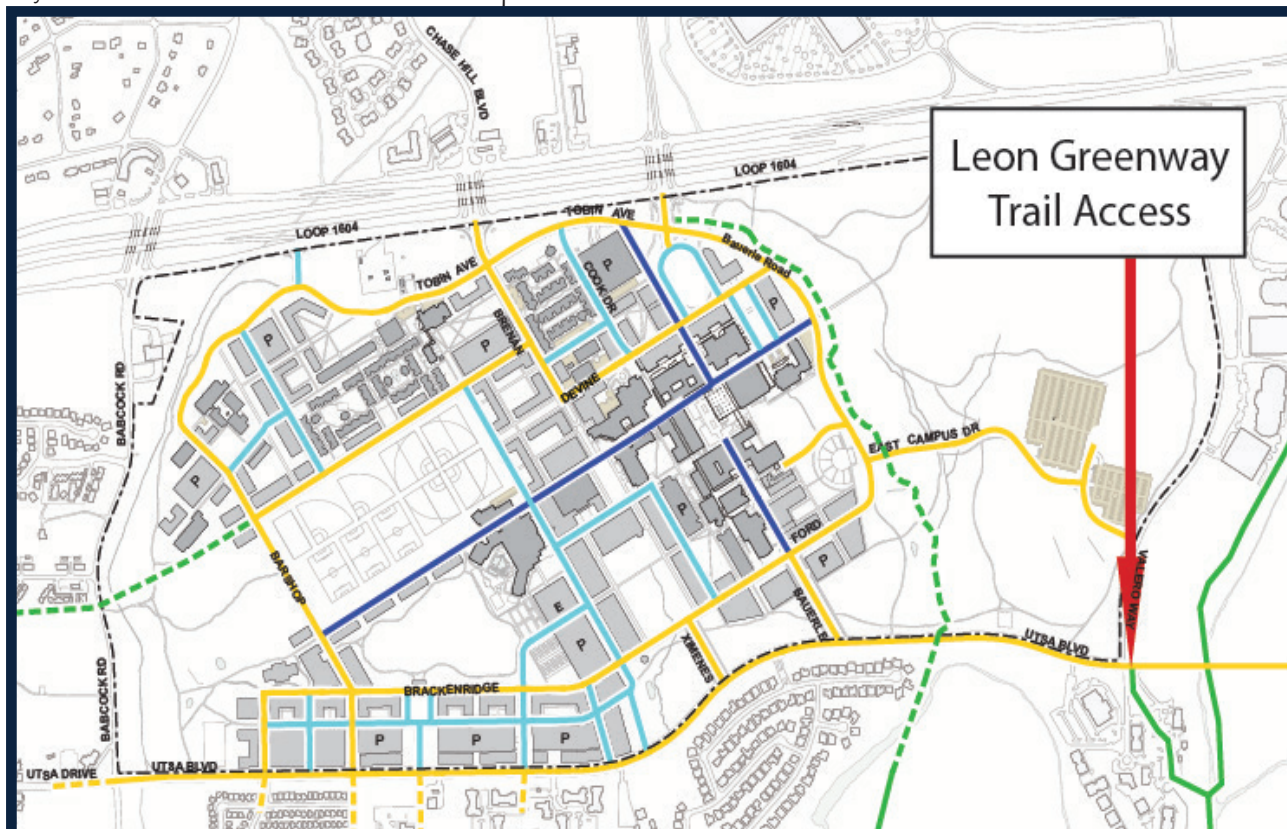 CHASE HILL BLVD
Leon Greenway
Trail Access
LOOP 1604
LOOP 1604
TOBIN AVE
Bauerle Road
TOBIN AVE
COOK DR
P
P
P
P
BRENAN
DEVINE
BABCOCK RD
EAST CAMPUS DR
P
P
FORD
P
BARSHOP
VALERO WAY
E
BAUERLE
XIMENES
UTSA BLVD
P
BRACKENRIDGE
BABCOCK RD
P
P
P
UTSA DRIVE
UTSA BLVD